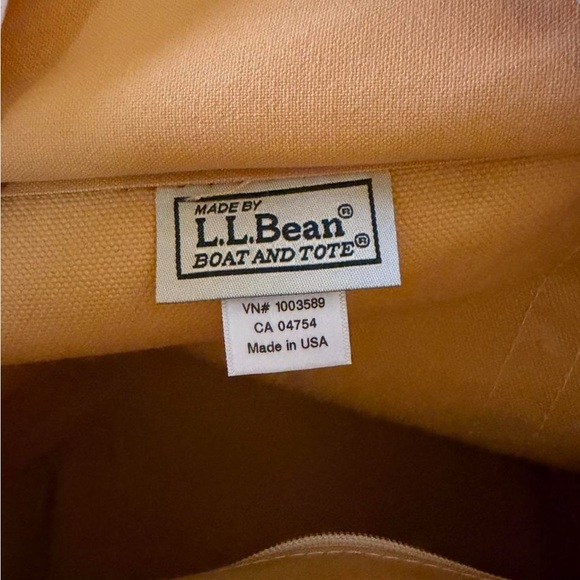 MADE BY
L.L.Bean®
BOAT AND TOTE®
VN# 1003589
CA 04754
Made in USA